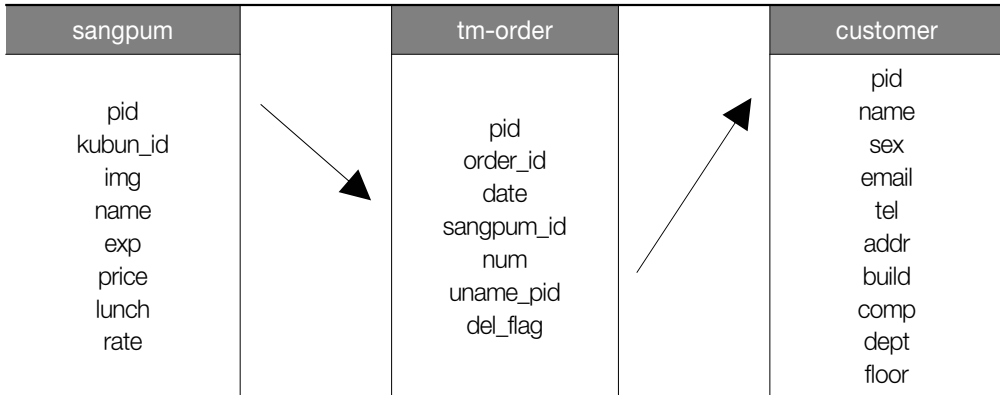 sangpum
pid
kubun_id
img
name
exp
price
lunch
rate
tm-order
pid
order_id
date
sangpum_id
num
uname_pid
del_flag
customer
pid
name
sex
email
tel
addr
build
comp
dept
floor